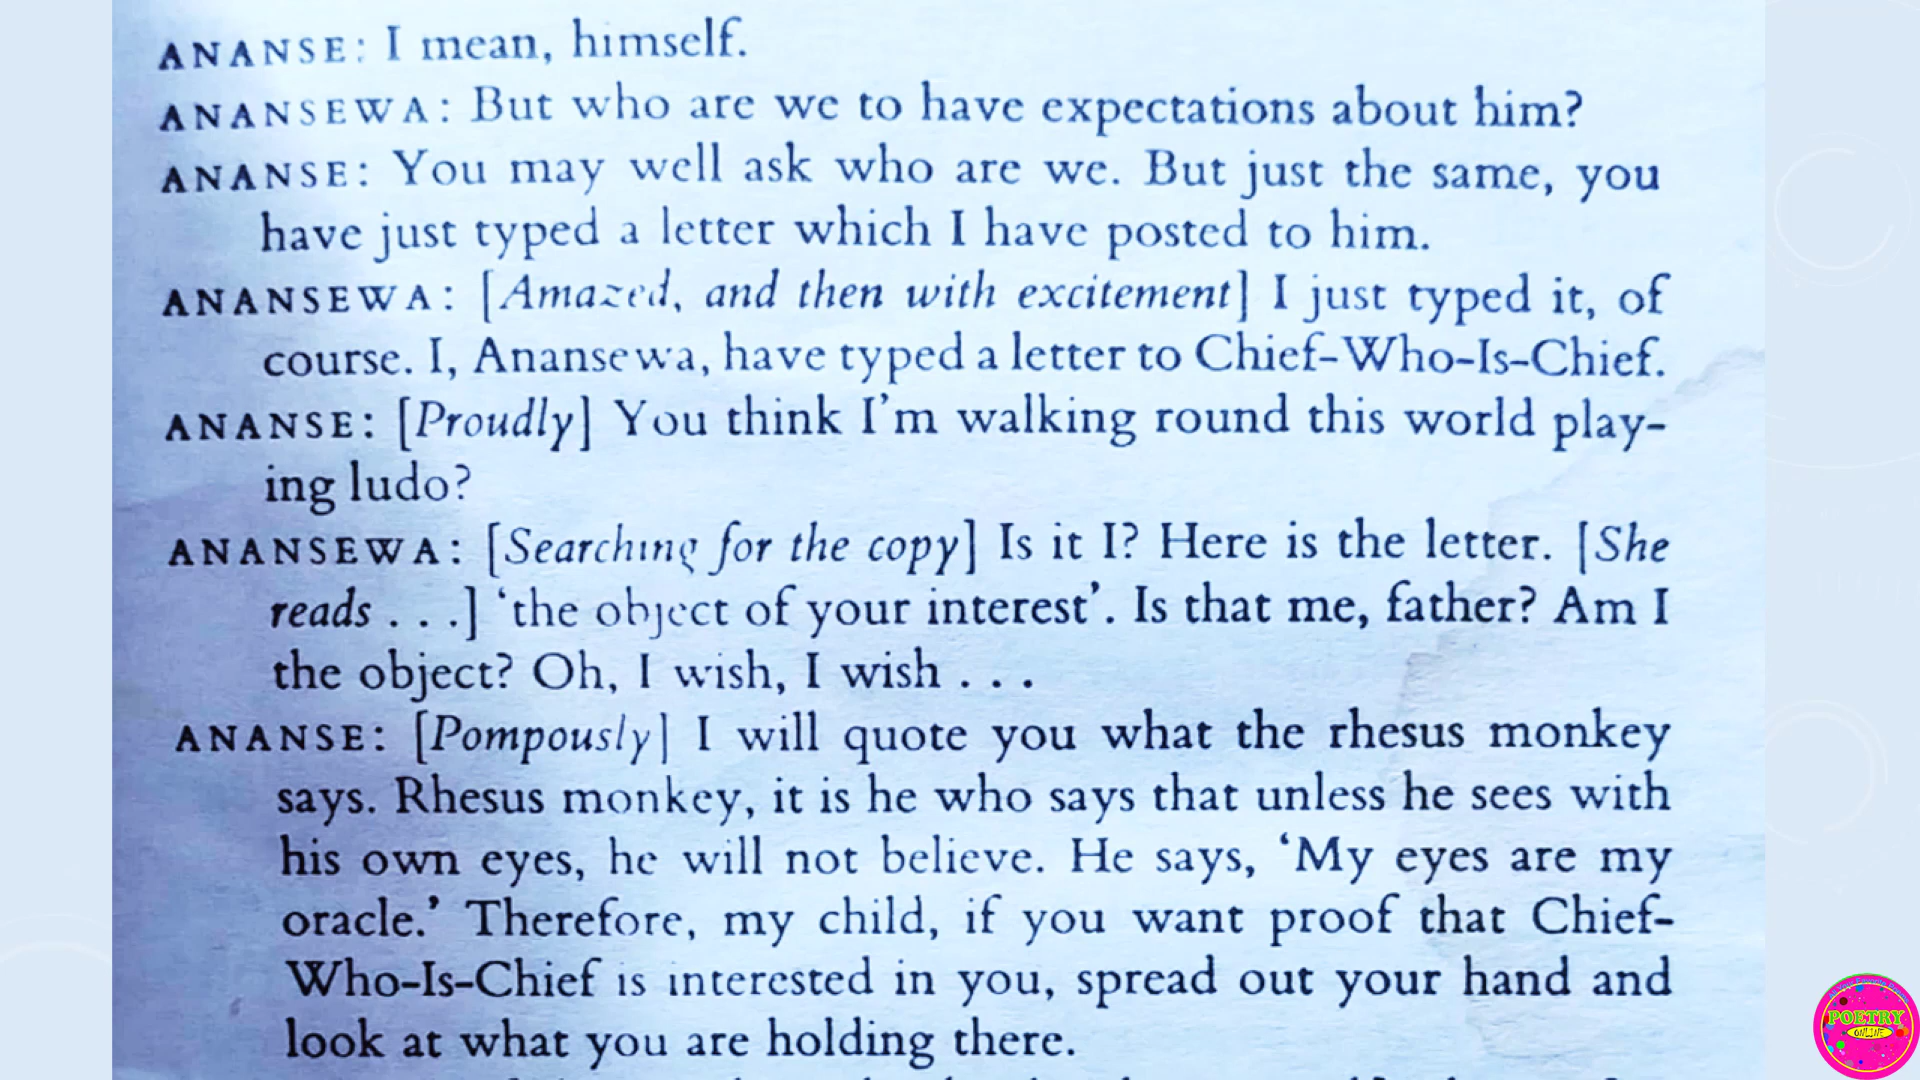 ANANSE: I mean, himself.
ANANSEWA: But who are we to have expectations about him?
ANANSE: You may well ask who are we. But just the same, you
have just typed a letter which I have posted to him.
ANANSEWA: [Amazed, and then with excitement] I just typed it, of
course. I, Anansewa, have typed a letter to Chief-Who-Is-Chief.
ANANSE: [Proudly] You think I'm walking round this world play-
ing ludo?
ANANSEWA: [Searching for the copy] Is it I? Here is the letter. [She
reads . . .] 'the object of your interest'. Is that me, father? Am I
the object? Oh, I wish, I wish . . .
ANANSE: [Pompously] I will quote you what the rhesus monkey
says. Rhesus monkey, it is he who says that unless he sees with
his own eyes, he will not believe. He says, 'My eyes are my
oracle.' Therefore, my child, if you want proof that Chief-
Who-Is-Chief is interested in you, spread out your hand and
look at what you are holding there.
POETRY
ONLINE